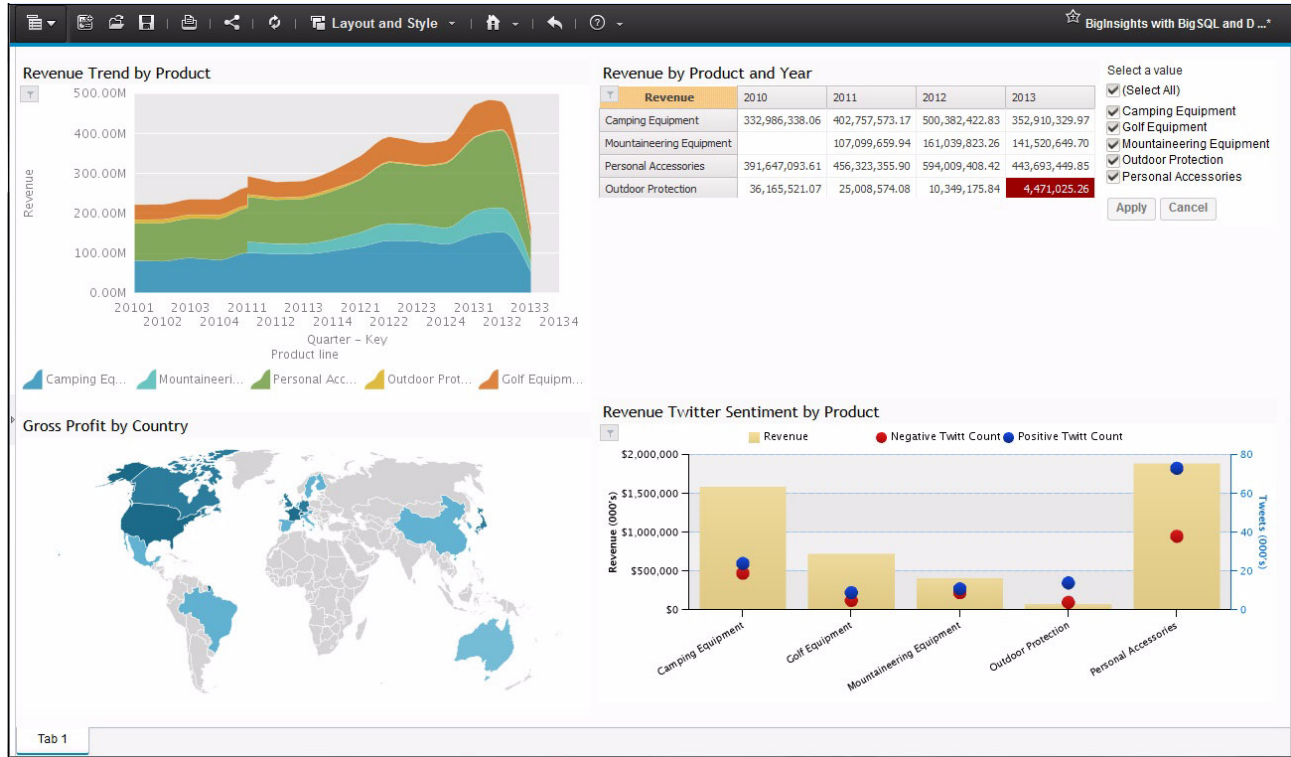 Layout and Style
BigInsights with BigSQL and D ...*
Revenue Trend by Product
500.00M
400.00M
300.00M
200.00M
100.00M
0.00M
Revenue
20101 20103 20111 20113 20121 20123 20131 20133
20102 20104 20112 20114 20122 20124 20132 20134
Quarter – Key
Product line
Camping Eq... Mountaineeri... Personal Acc... Outdoor Prot... Golf Equipm...
Revenue by Product and Year
Revenue 2010 2011 2012 2013
Camping Equipment 332,986,338.06 402,757,573.17 500,382,422.83 352,910,329.97
Mountaineering Equipment 107,099,659.94 161,039,823.26 141,520,649.70
Personal Accessories 391,647,093.61 456,323,355.90 594,009,408.42 443,693,449.85
Outdoor Protection 36,165,521.07 25,008,574.08 10,349,175.84 4,471,025.26
Select a value
(Select All)
Camping Equipment
Golf Equipment
Mountaineering Equipment
Outdoor Protection
Personal Accessories
Apply Cancel
Gross Profit by Country
Revenue Twitter Sentiment by Product
Revenue Negative Twitt Count Positive Twitt Count
$2,000,000 80
$1,500,000 60
$1,000,000 40
$500,000 20
$0 0
Revenue (000's)
Tweets (000's)
Camping Equipment
Golf Equipment
Mountaineering Equipment
Outdoor Protection
Personal Accessories
Tab 1